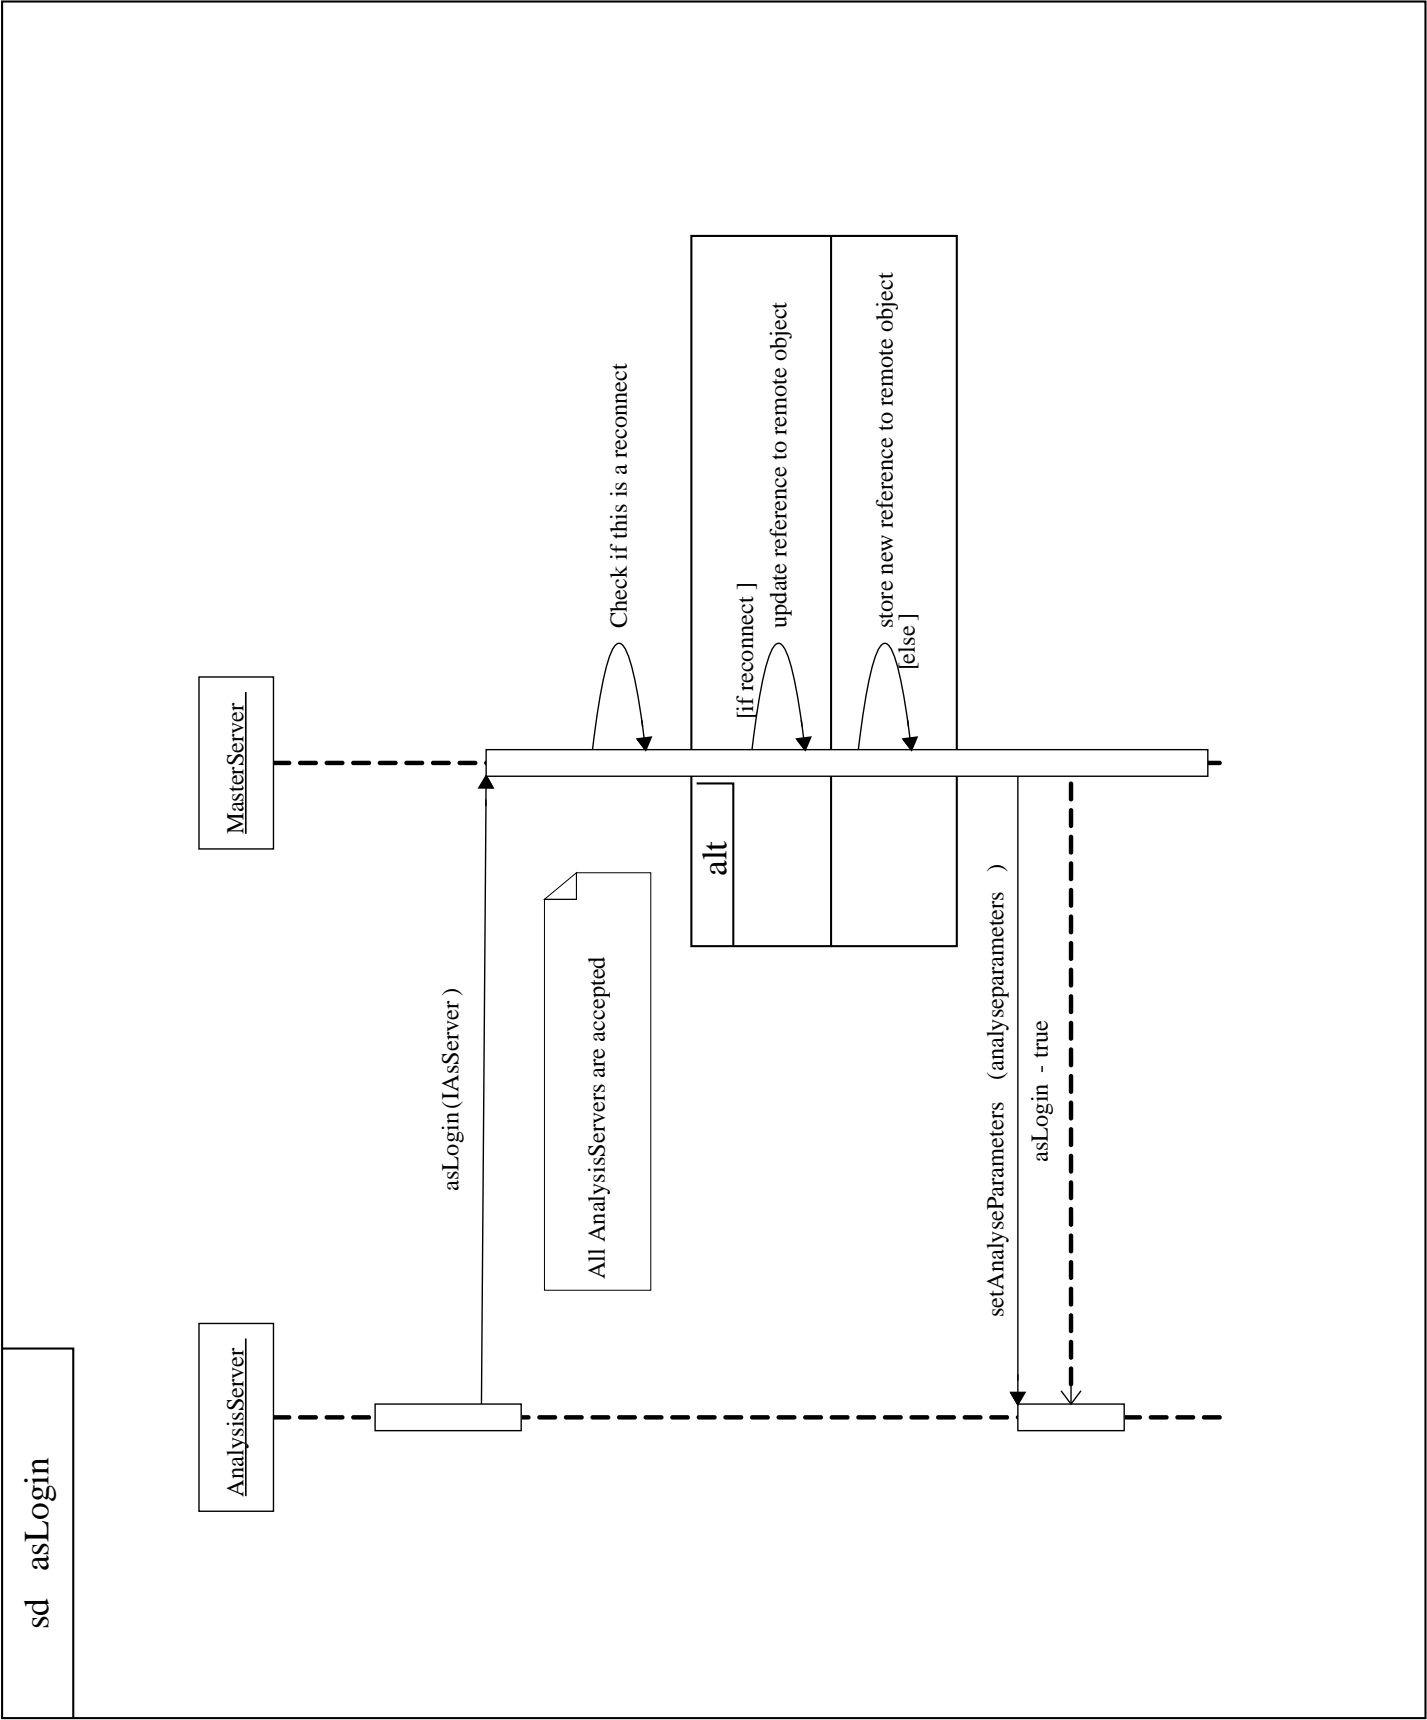 sd asLogin
AnalysisServer
MasterServer
asLogin(IAsServer)
All AnalysisServers are accepted
Check if this is a reconnect
alt
[if reconnect ]
update reference to remote object
store new reference to remote object
[else ]
setAnalyseParameters (analyseparameters )
asLogin - true